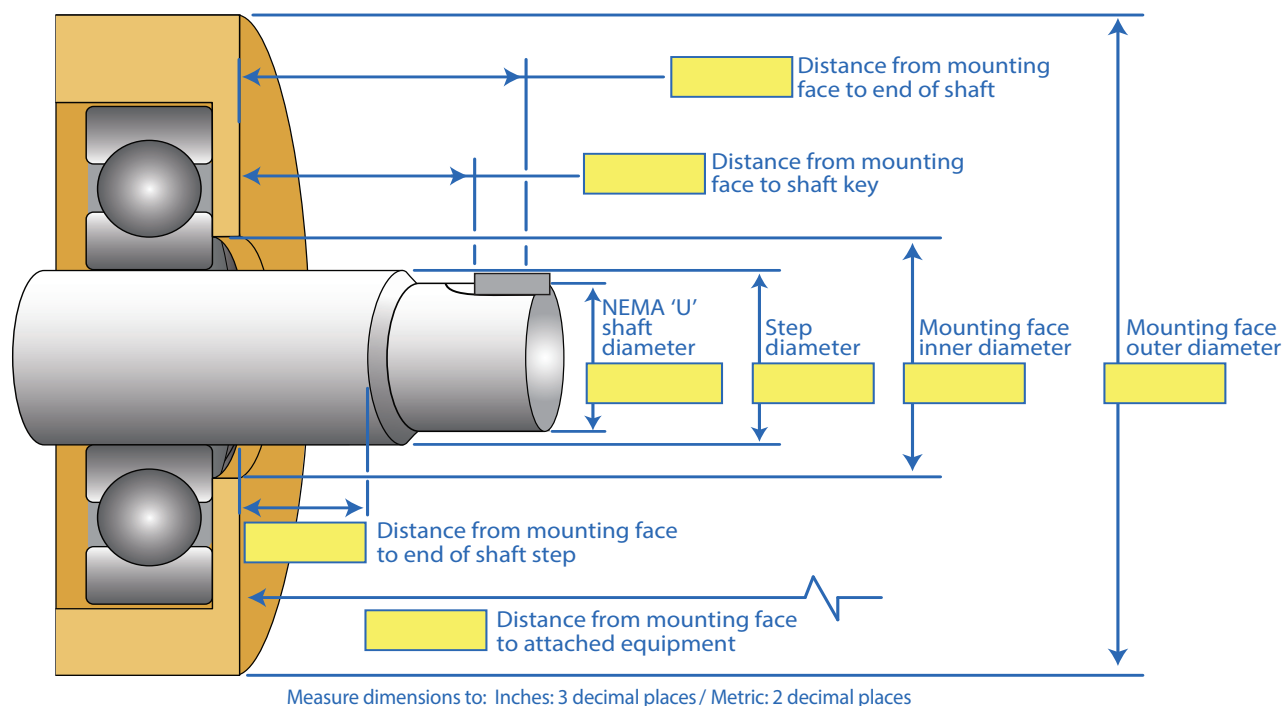 Distance from mounting
face to end of shaft
Distance from mounting
face to shaft key
NEMA ‘U’
shaft
diameter
Step
diameter
Mounting face
inner diameter
Mounting face
outer diameter
Distance from mounting face
to end of shaft step
Distance from mounting face
to attached equipment
Measure dimensions to: Inches: 3 decimal places / Metric: 2 decimal places